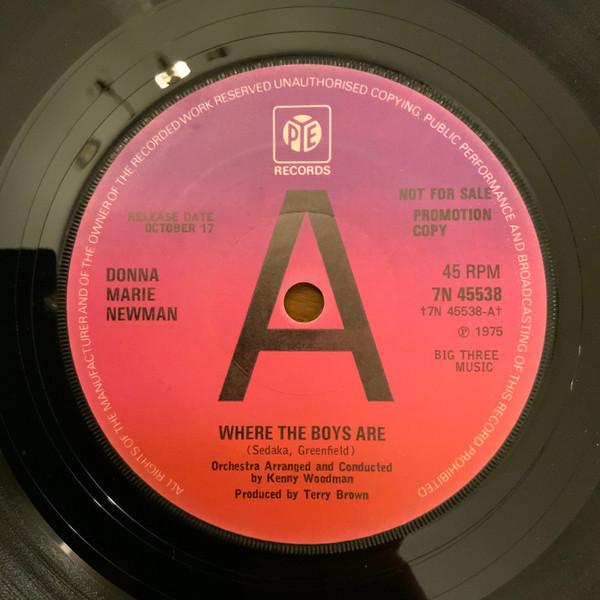 ALL RIGHTS OF THE MANUFACTURER AND OF THE OWNER OF THE RECORDED WORK RESERVED UNAUTHORISED COPYING, PUBLIC PERFORMANCE AND BROADCASTING OF THIS RECORD PROHIBITED
PYE
RECORDS
RELEASE DATE
OCTOBER 17
NOT FOR SALE
PROMOTION
COPY
DONNA
MARIE
NEWMAN
A
45 RPM
7N 45538
†7N 45538-A†
℗ 1975
BIG THREE
MUSIC
WHERE THE BOYS ARE
(Sedaka, Greenfield)
Orchestra Arranged and Conducted
by Kenny Woodman
Produced by Terry Brown